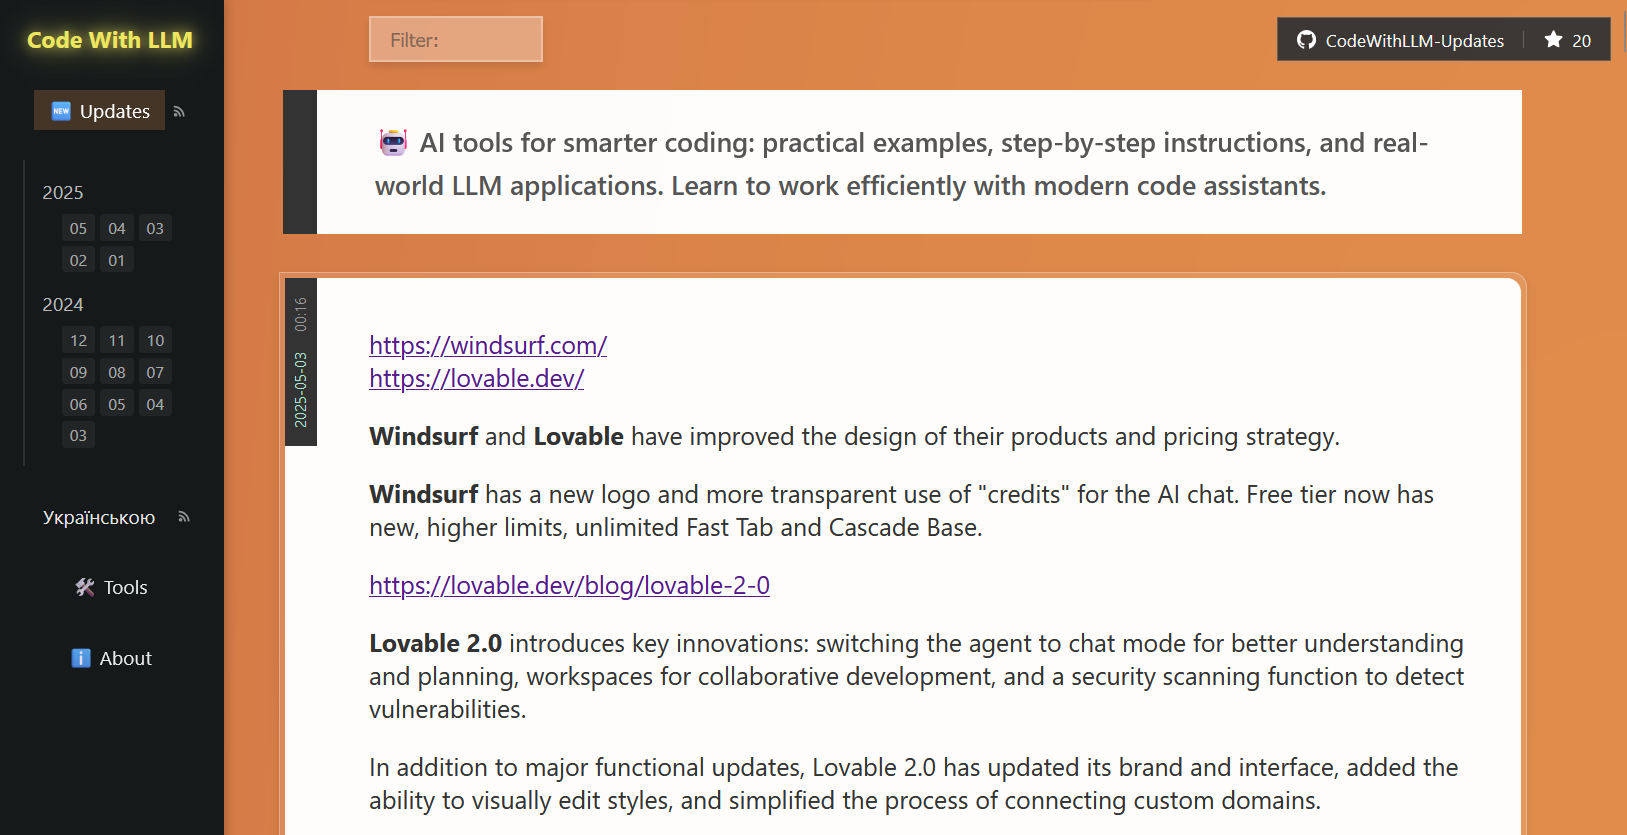 Code With LLM
Updates
2025
05 04 03
02 01
2024
12 11 10
09 08 07
06 05 04
03
Українською
Tools
About
Filter:
CodeWithLLM-Updates 20
AI tools for smarter coding: practical examples, step-by-step instructions, and real-
world LLM applications. Learn to work efficiently with modern code assistants.
2025-05-03 00:16
https://windsurf.com/
https://lovable.dev/
Windsurf and Lovable have improved the design of their products and pricing strategy.
Windsurf has a new logo and more transparent use of "credits" for the AI chat. Free tier now has
new, higher limits, unlimited Fast Tab and Cascade Base.
https://lovable.dev/blog/lovable-2-0
Lovable 2.0 introduces key innovations: switching the agent to chat mode for better understanding
and planning, workspaces for collaborative development, and a security scanning function to detect
vulnerabilities.
In addition to major functional updates, Lovable 2.0 has updated its brand and interface, added the
ability to visually edit styles, and simplified the process of connecting custom domains.